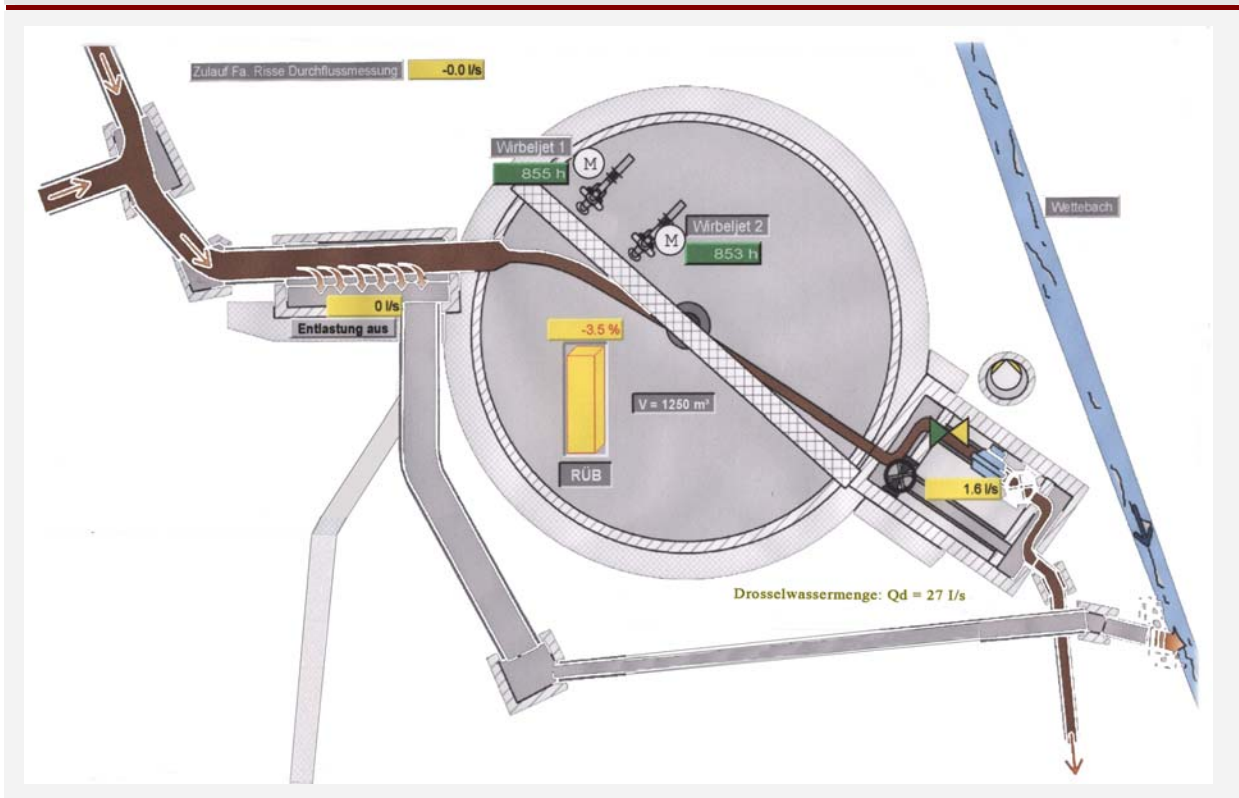 Zulauf Fa. Risse Durchflussmessung -0.0 l/s
Wirbeljet 1
M
855 h
Wirbeljet 2
M
853 h
Wettebach
0 l/s
Entlastung aus
-3.5 %
V = 1250 m³
RÜB
1.6 l/s
Drosselwassermenge: Qd = 27 I/s